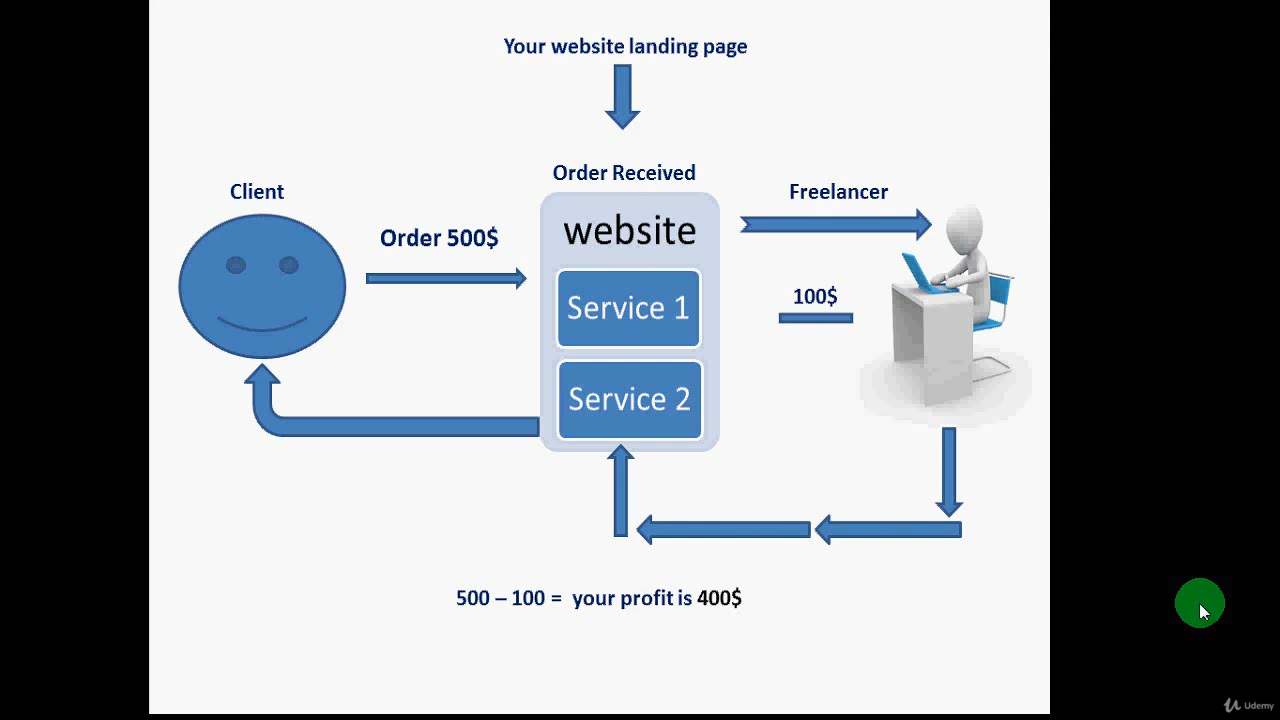 Your website landing page
Order Received
Client
Freelancer
Order 500$
website
Service 1
100$
Service 2
500 – 100 = your profit is 400$
Udemy